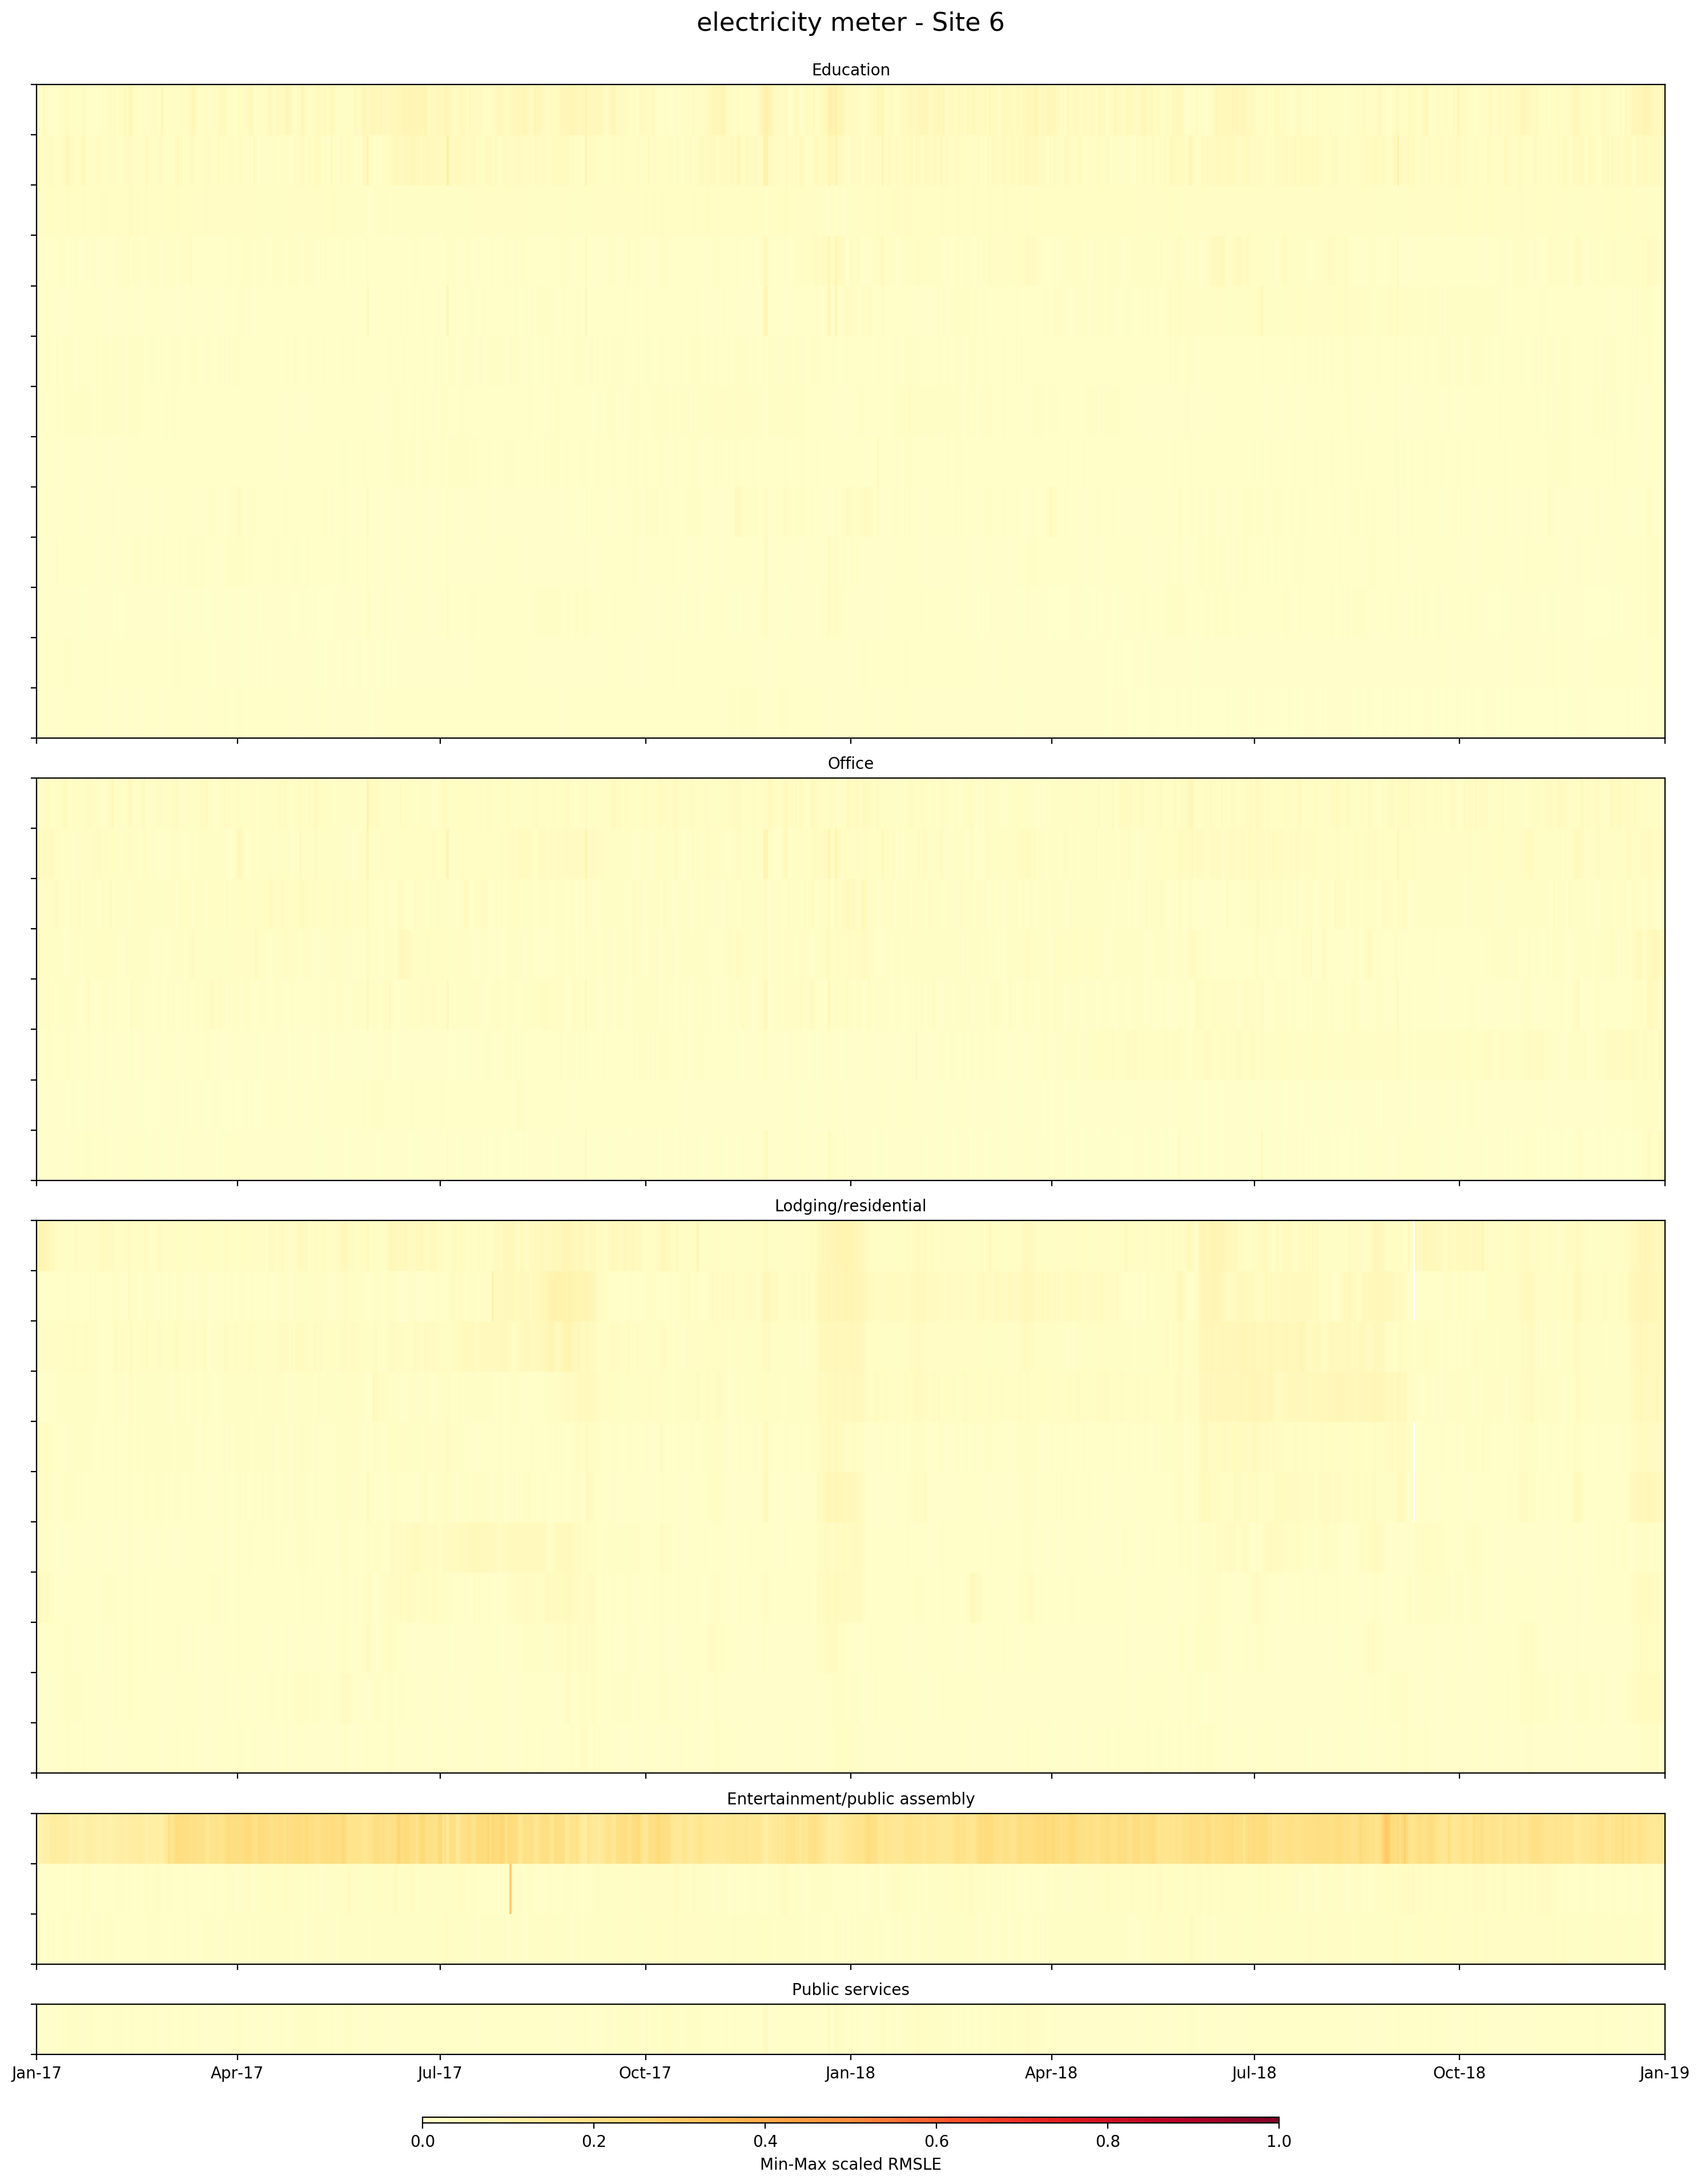 electricity meter - Site 6
Education
Office
Lodging/residential
Entertainment/public assembly
Public services
Jan-17 Apr-17 Jul-17 Oct-17 Jan-18 Apr-18 Jul-18 Oct-18 Jan-19
0.0 0.2 0.4 0.6 0.8 1.0
Min-Max scaled RMSLE